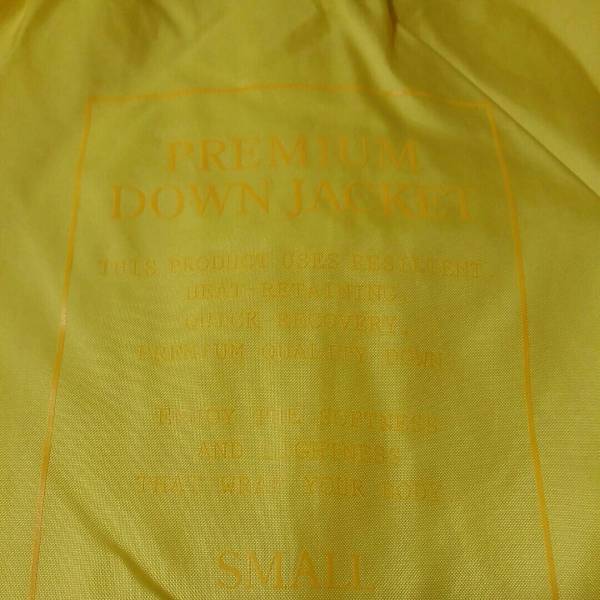 PREMIUM
DOWN JACKET
THIS PRODUCT USES RESILIENT,
HEAT-RETAINING,
QUICK RECOVERY,
PREMIUM QUALITY DOWN.
ENJOY THE SOFTNESS
AND LIGHTNESS
THAT WRAP YOUR BODY
SMALL